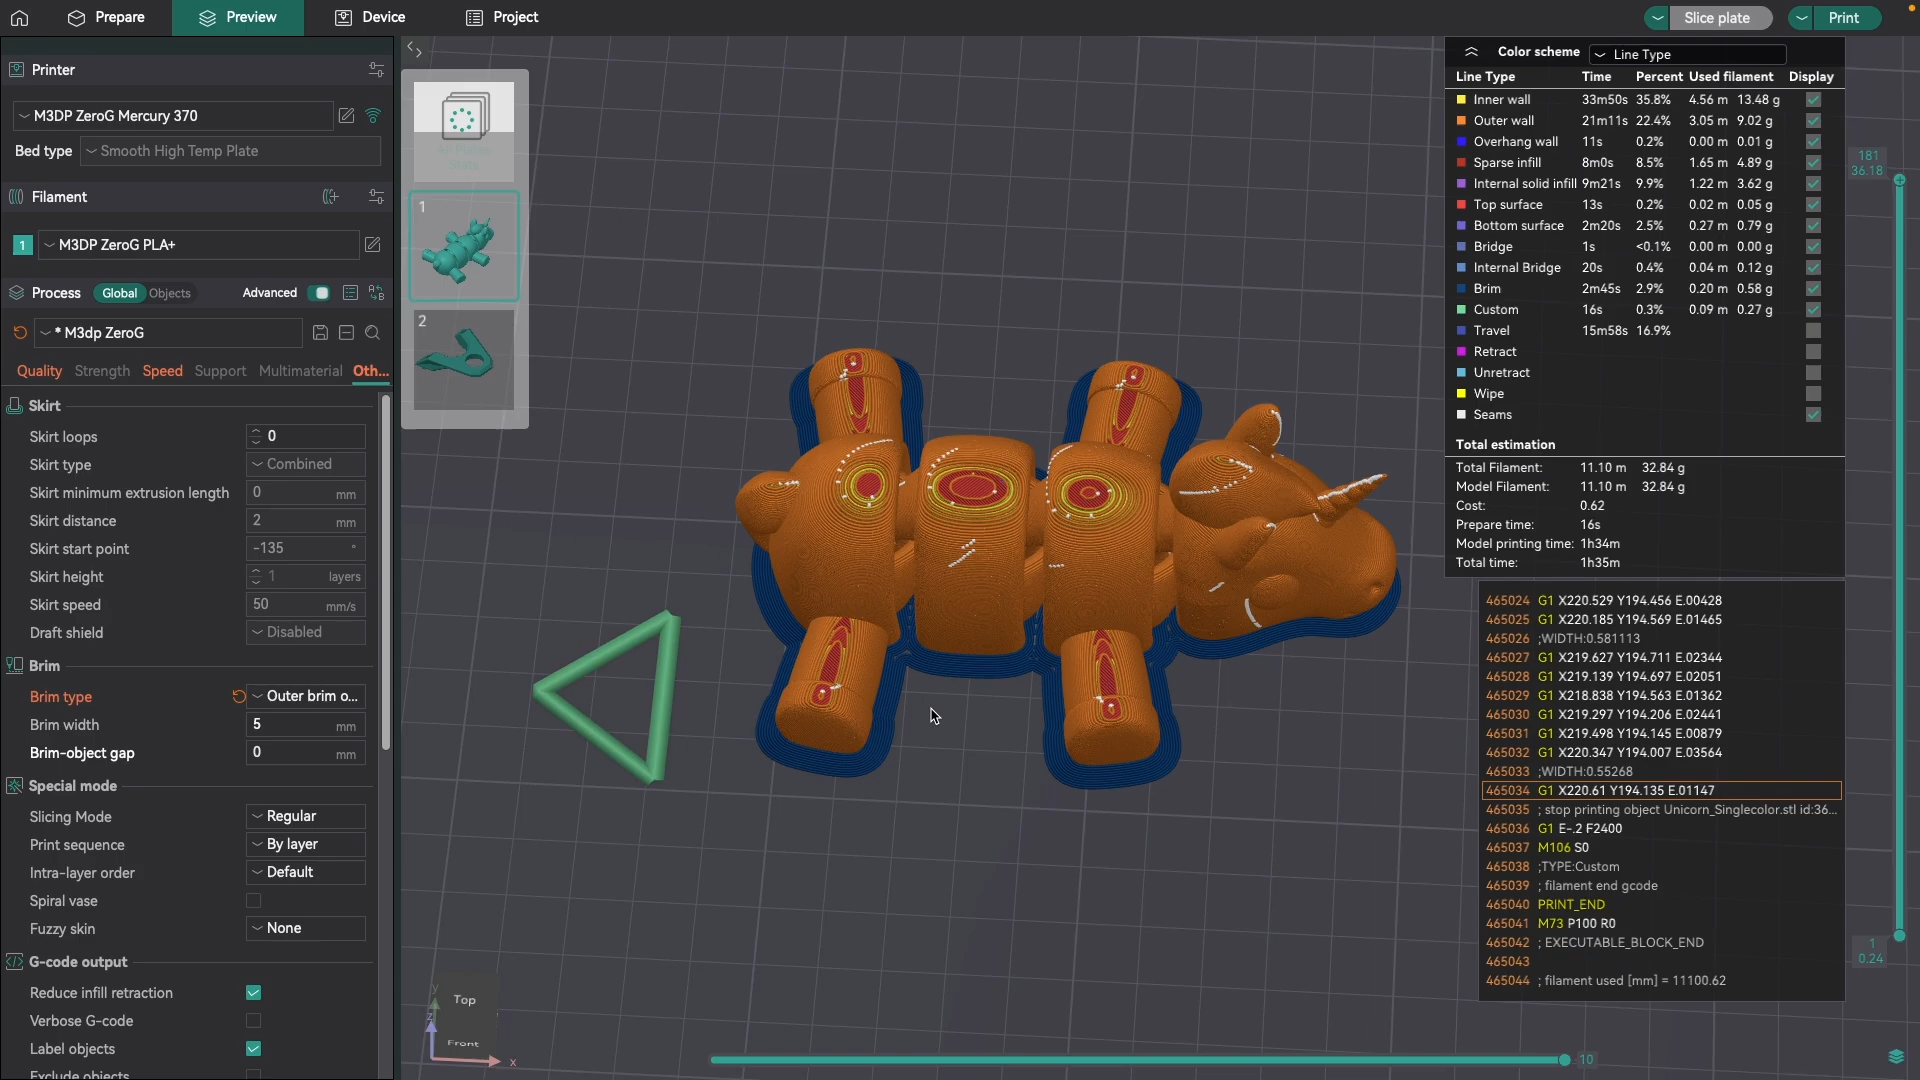 Prepare
Preview
Device
Project
Slice plate
Print
Printer
M3DP ZeroG Mercury 370
Bed type
Smooth High Temp Plate
Filament
1
M3DP ZeroG PLA+
Process
Global
Objects
Advanced
* M3dp ZeroG
Quality
Strength
Speed
Support
Multimaterial
Oth...
Skirt
Skirt loops
0
Skirt type
Combined
Skirt minimum extrusion length
0
mm
Skirt distance
2
mm
Skirt start point
-135
°
Skirt height
1
layers
Skirt speed
50
mm/s
Draft shield
Disabled
Brim
Brim type
Outer brim o...
Brim width
5
mm
Brim-object gap
0
mm
Special mode
Slicing Mode
Regular
Print sequence
By layer
Intra-layer order
Default
Spiral vase
Fuzzy skin
None
G-code output
Reduce infill retraction
Verbose G-code
Label objects
Exclude objects
1
2
Color scheme
Line Type
Line Type Time Percent Used filament Display
Inner wall 33m50s 35.8% 4.56 m 13.48 g
Outer wall 21m11s 22.4% 3.05 m 9.02 g
Overhang wall 11s 0.2% 0.00 m 0.01 g
Sparse infill 8m0s 8.5% 1.65 m 4.89 g
Internal solid infill 9m21s 9.9% 1.22 m 3.62 g
Top surface 13s 0.2% 0.02 m 0.05 g
Bottom surface 2m20s 2.5% 0.27 m 0.79 g
Bridge 1s <0.1% 0.00 m 0.00 g
Internal Bridge 20s 0.4% 0.04 m 0.12 g
Brim 2m45s 2.9% 0.20 m 0.58 g
Custom 16s 0.3% 0.09 m 0.27 g
Travel 15m58s 16.9%
Retract
Unretract
Wipe
Seams
Total estimation
Total Filament: 11.10 m 32.84 g
Model Filament: 11.10 m 32.84 g
Cost: 0.62
Prepare time: 16s
Model printing time: 1h34m
Total time: 1h35m
181
36.18
465024 G1 X220.529 Y194.456 E.00428
465025 G1 X220.185 Y194.569 E.01465
465026 ;WIDTH:0.581113
465027 G1 X219.627 Y194.711 E.02344
465028 G1 X219.139 Y194.697 E.02051
465029 G1 X218.838 Y194.563 E.01362
465030 G1 X219.297 Y194.206 E.02441
465031 G1 X219.498 Y194.145 E.00879
465032 G1 X220.347 Y194.007 E.03564
465033 ;WIDTH:0.55268
465034 G1 X220.61 Y194.135 E.01147
465035 ; stop printing object Unicorn_Singlecolor.stl id:36...
465036 G1 E-.2 F2400
465037 M106 S0
465038 ;TYPE:Custom
465039 ; filament end gcode
465040 PRINT_END
465041 M73 P100 R0
465042 ; EXECUTABLE_BLOCK_END
465043
465044 ; filament used [mm] = 11100.62
1
0.24
y
z
x
Top
Front
10